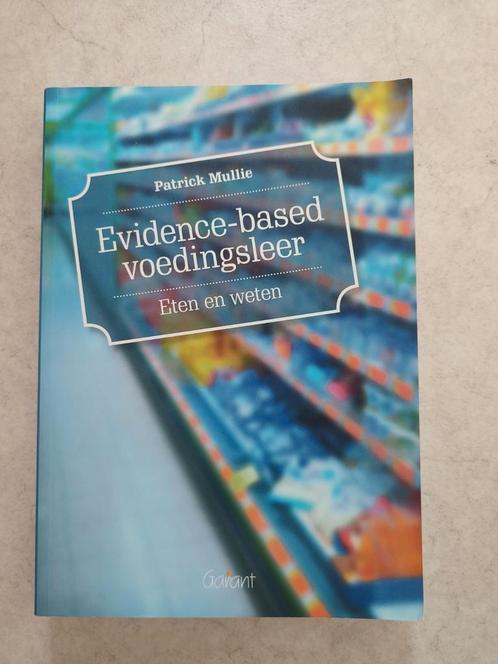 Patrick Mullie
Evidence-based
voedingsleer
Eten en weten
Garant